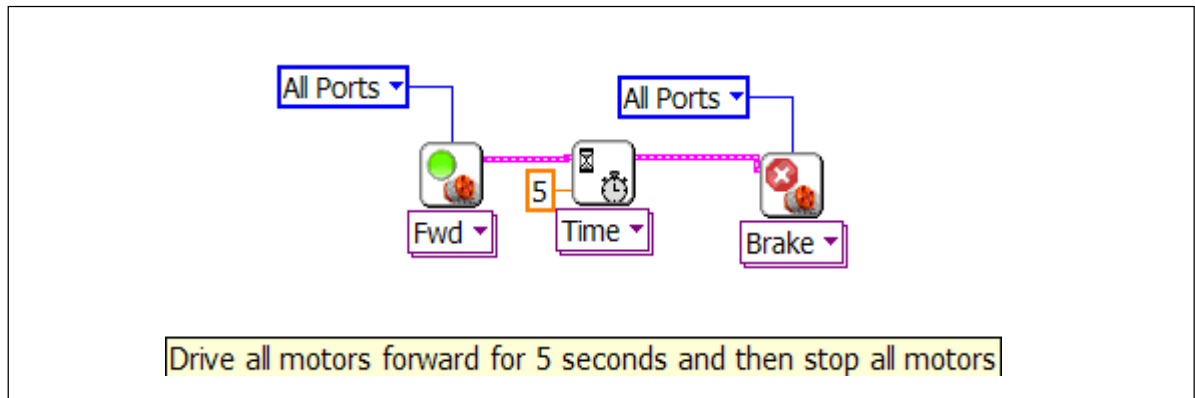 All Ports
All Ports
5
Fwd
Time
Brake
Drive all motors forward for 5 seconds and then stop all motors